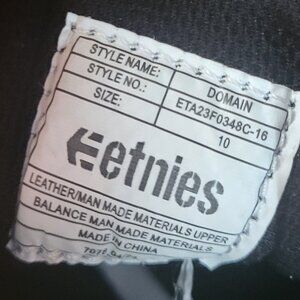 STYLE NAME: DOMAIN
STYLE NO.: ETA23F0348C-16
SIZE: 10
etnies
LEATHER/MAN MADE MATERIALS UPPER
BALANCE MAN MADE MATERIALS
MADE IN CHINA